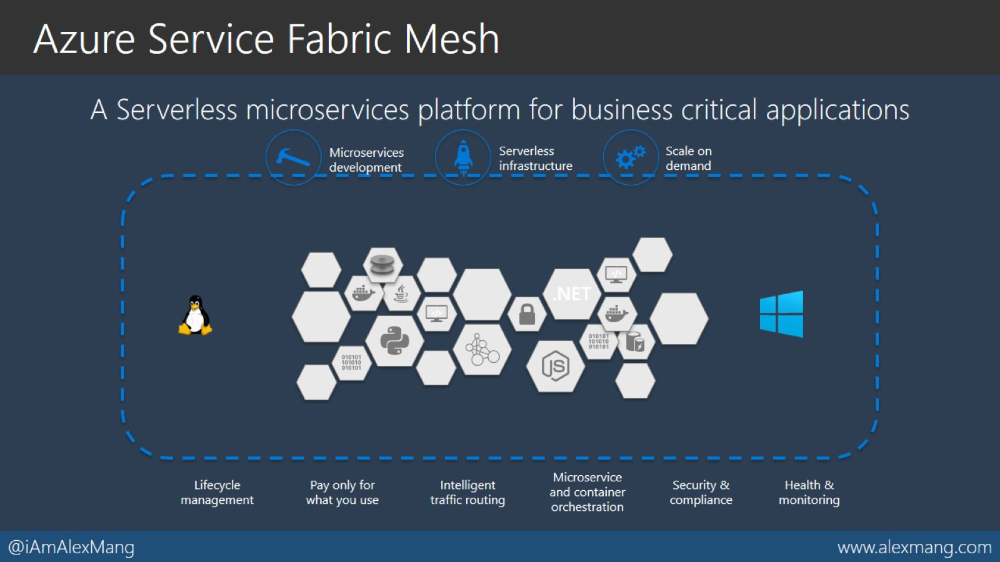 Azure Service Fabric Mesh
A Serverless microservices platform for business critical applications
Microservices
development
Serverless
infrastructure
Scale on
demand
</>
.NET
</>
010101
101010
010101
JS
010101
101010
010101
Lifecycle
management
Pay only for
what you use
Intelligent
traffic routing
Microservice
and container
orchestration
Security &
compliance
Health &
monitoring
@iAmAlexMang
www.alexmang.com